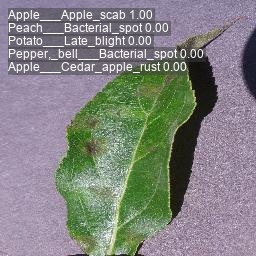 Apple___Apple_scab 1.00
Peach___Bacterial_spot 0.00
Potato___Late_blight 0.00
Pepper,_bell___Bacterial_spot 0.00
Apple___Cedar_apple_rust 0.00